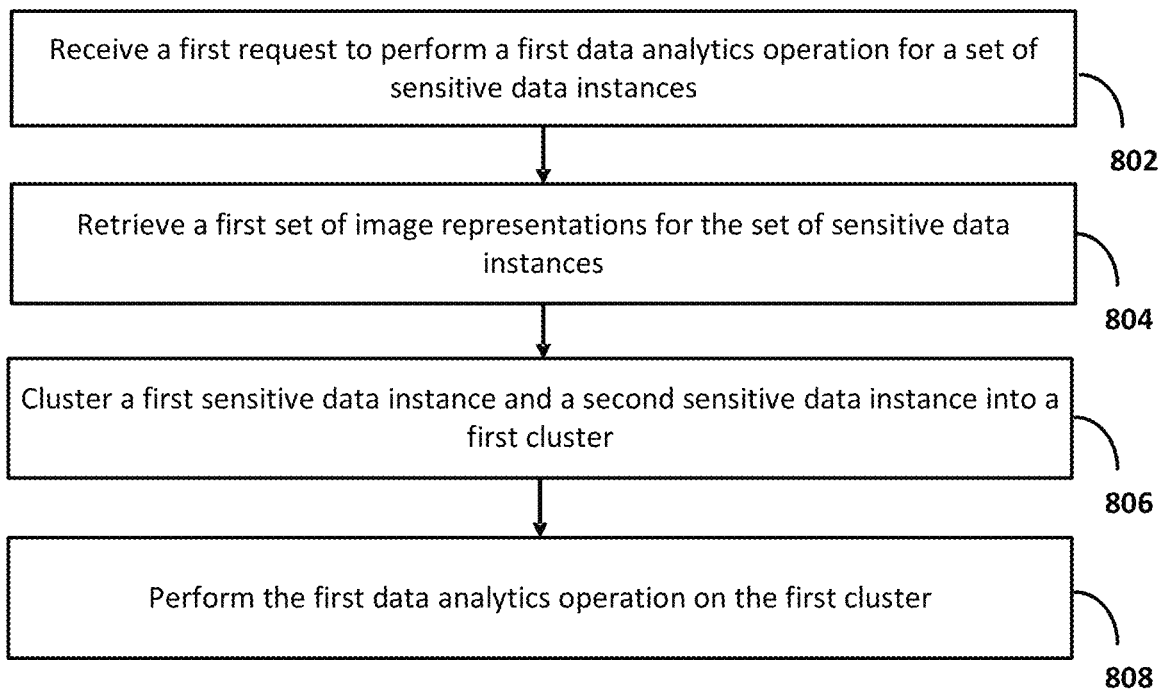 Receive a first request to perform a first data analytics operation for a set of
sensitive data instances
802
Retrieve a first set of image representations for the set of sensitive data
instances
804
Cluster a first sensitive data instance and a second sensitive data instance into a
first cluster
806
Perform the first data analytics operation on the first cluster
808